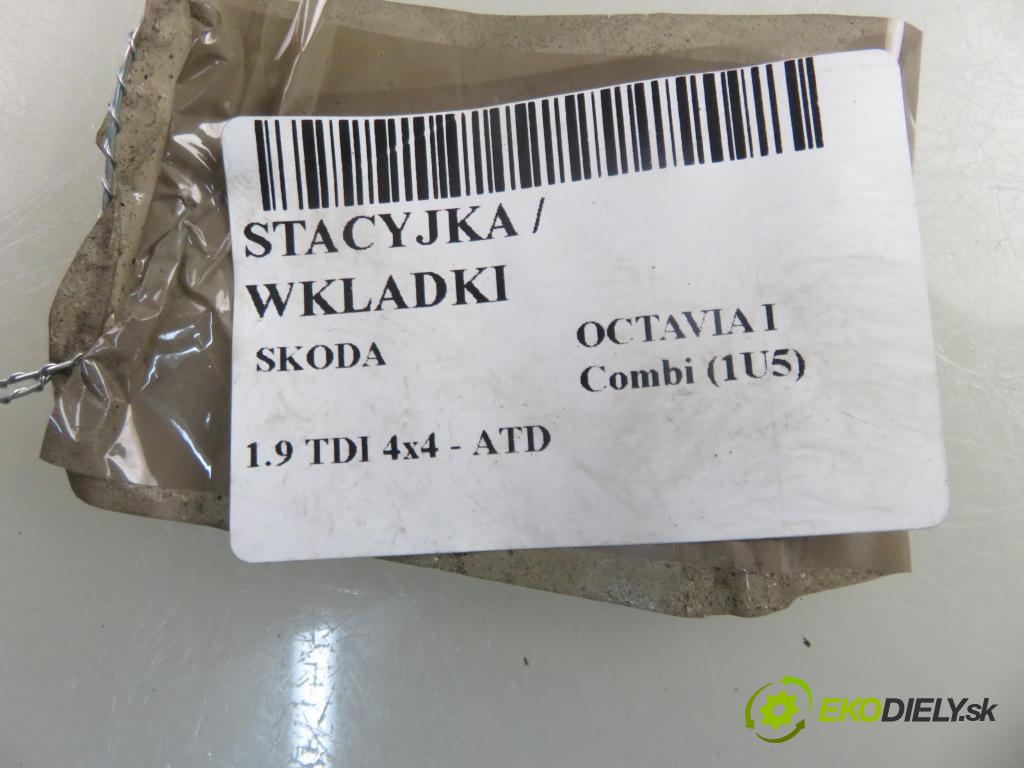 STACYJKA /
WKLADKI
SKODA
OCTAVIA I
Combi (1U5)
1.9 TDI 4x4 - ATD
EKODIELY.sk